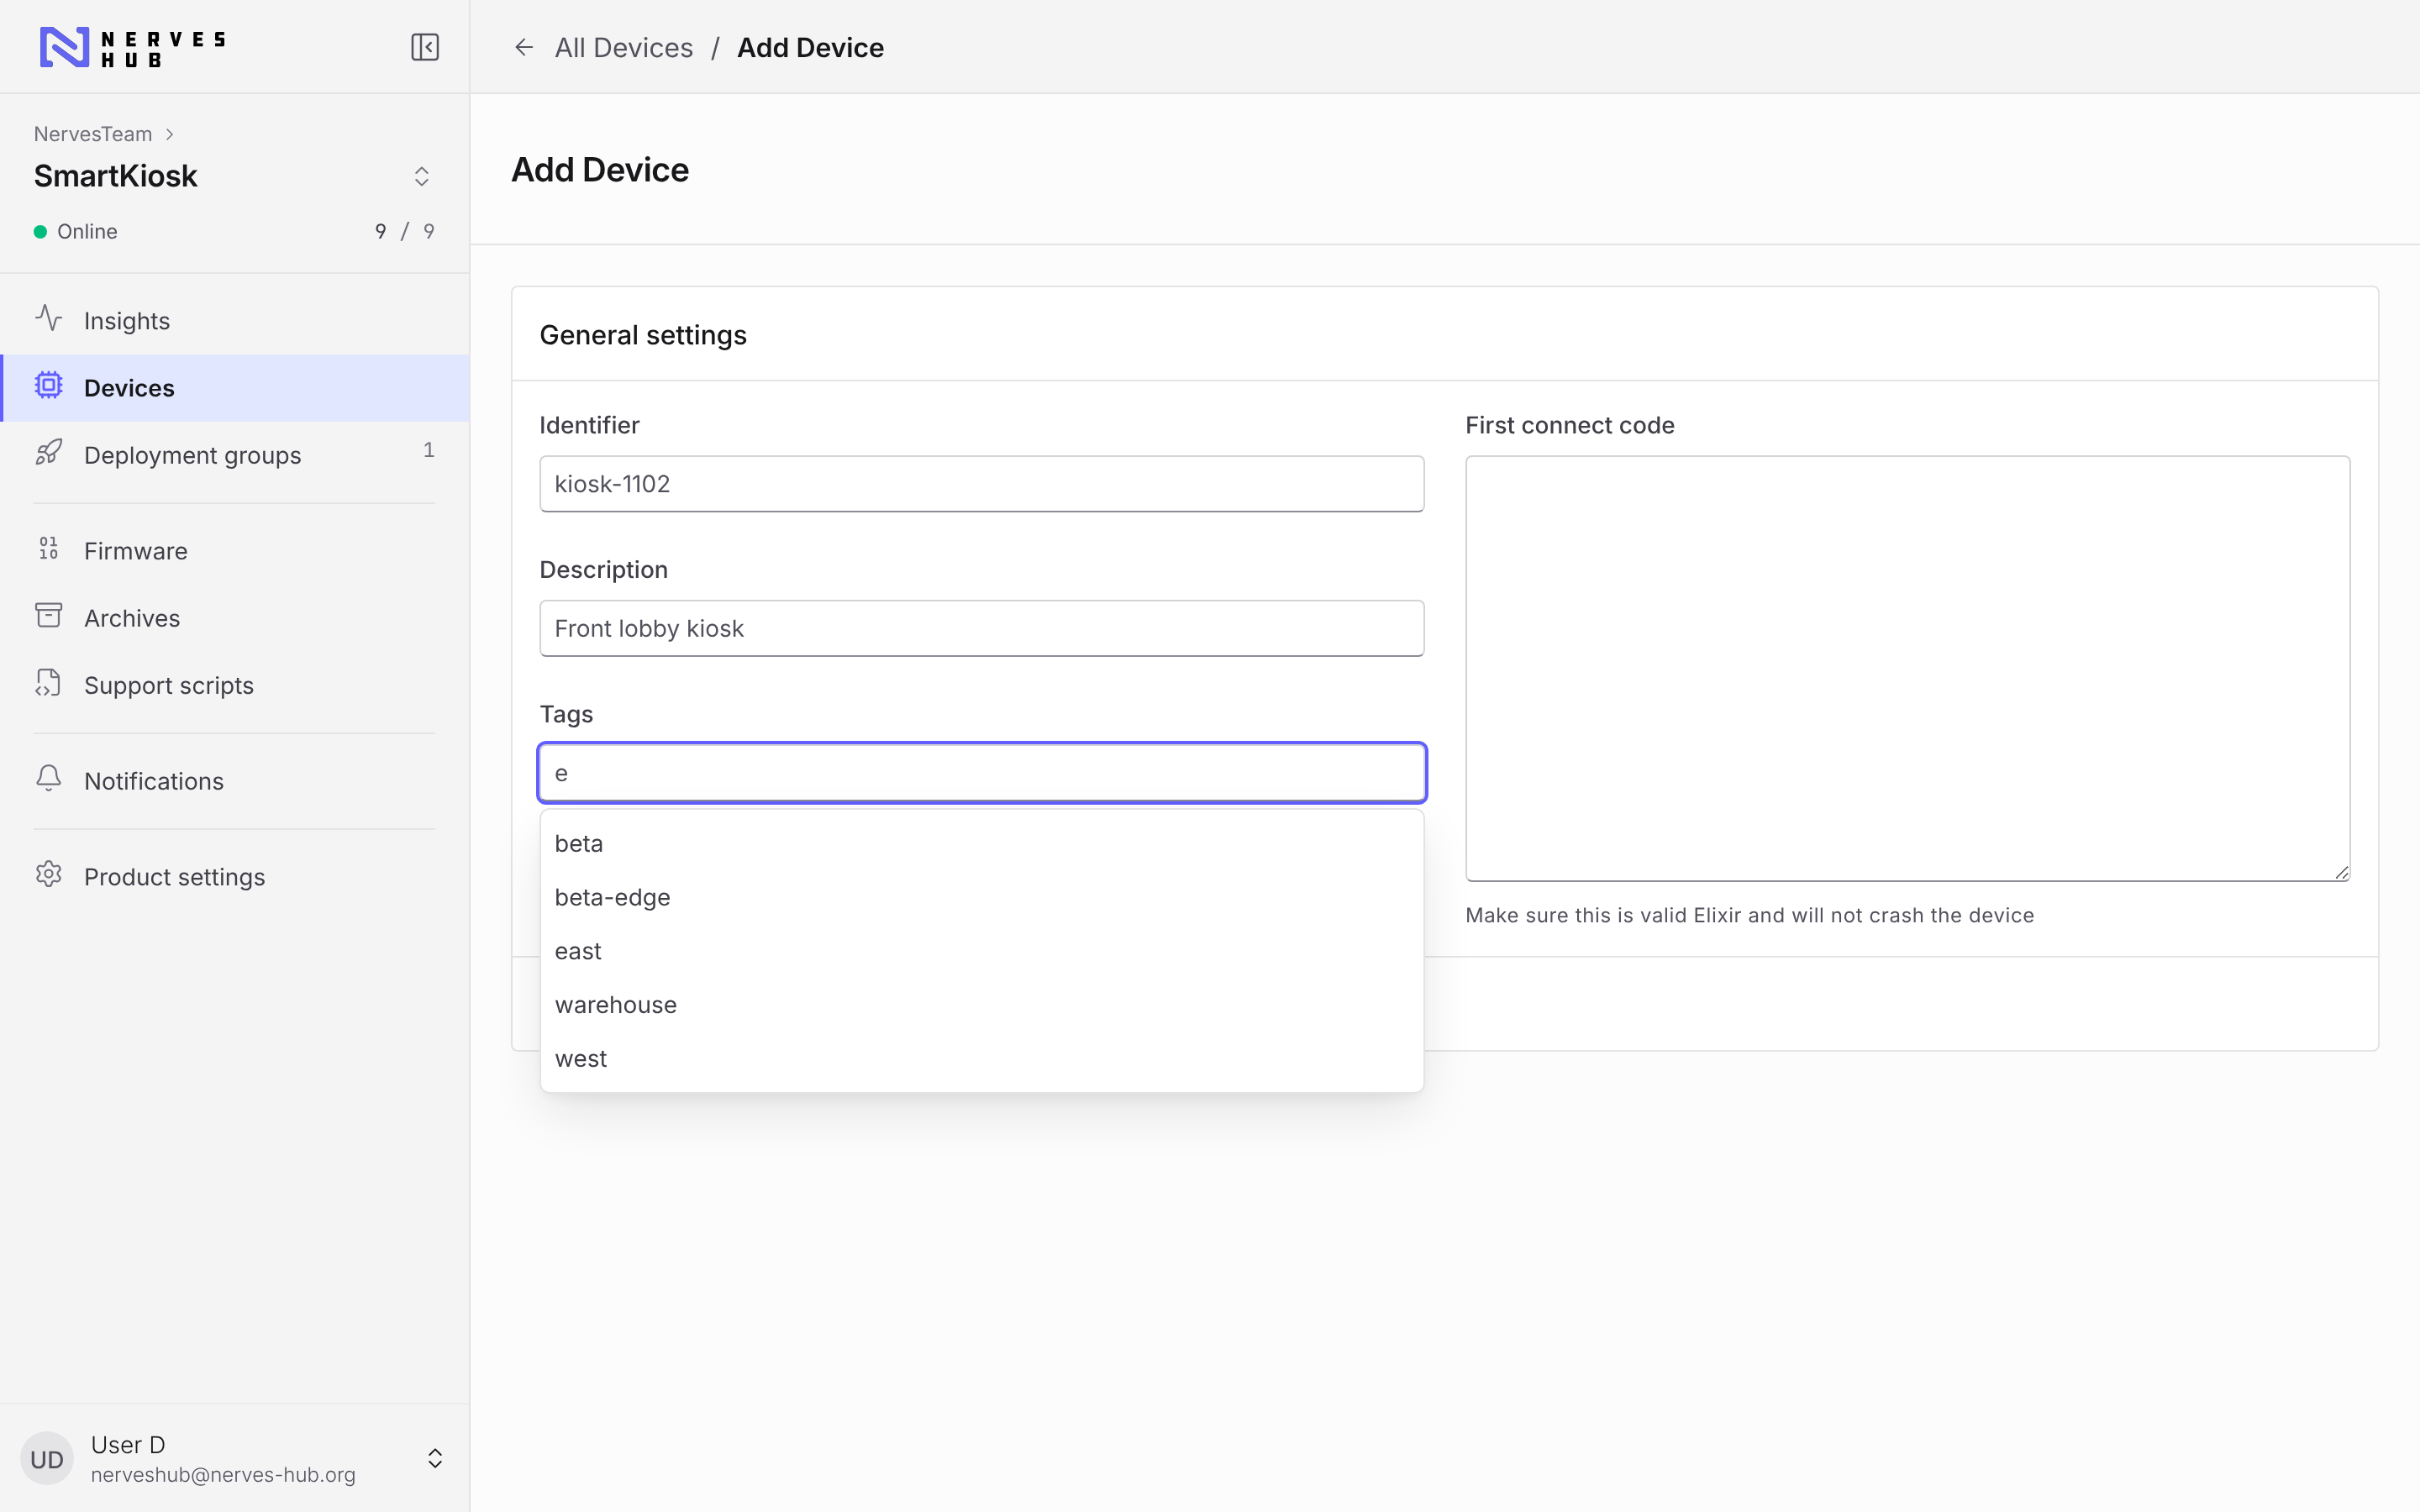 NERVES
HUB
NervesTeam
SmartKiosk
Online 9 / 9
Insights
Devices
Deployment groups 1
Firmware
Archives
Support scripts
Notifications
Product settings
UD
User D
nerveshub@nerves-hub.org
All Devices / Add Device
Add Device
General settings
Identifier
kiosk-1102
Description
Front lobby kiosk
Tags
e
beta
beta-edge
east
warehouse
west
First connect code
Make sure this is valid Elixir and will not crash the device